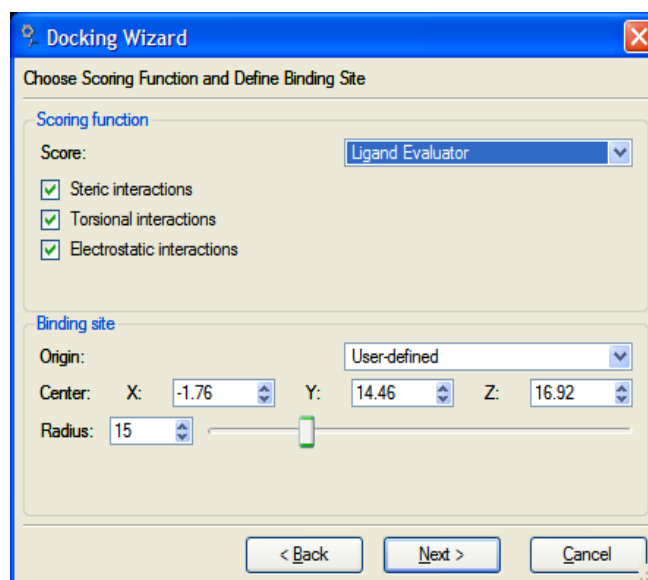 Docking Wizard
Choose Scoring Function and Define Binding Site
Scoring function
Score: Ligand Evaluator
Steric interactions
Torsional interactions
Electrostatic interactions
Binding site
Origin: User-defined
Center: X: -1.76 Y: 14.46 Z: 16.92
Radius: 15
< Back Next > Cancel